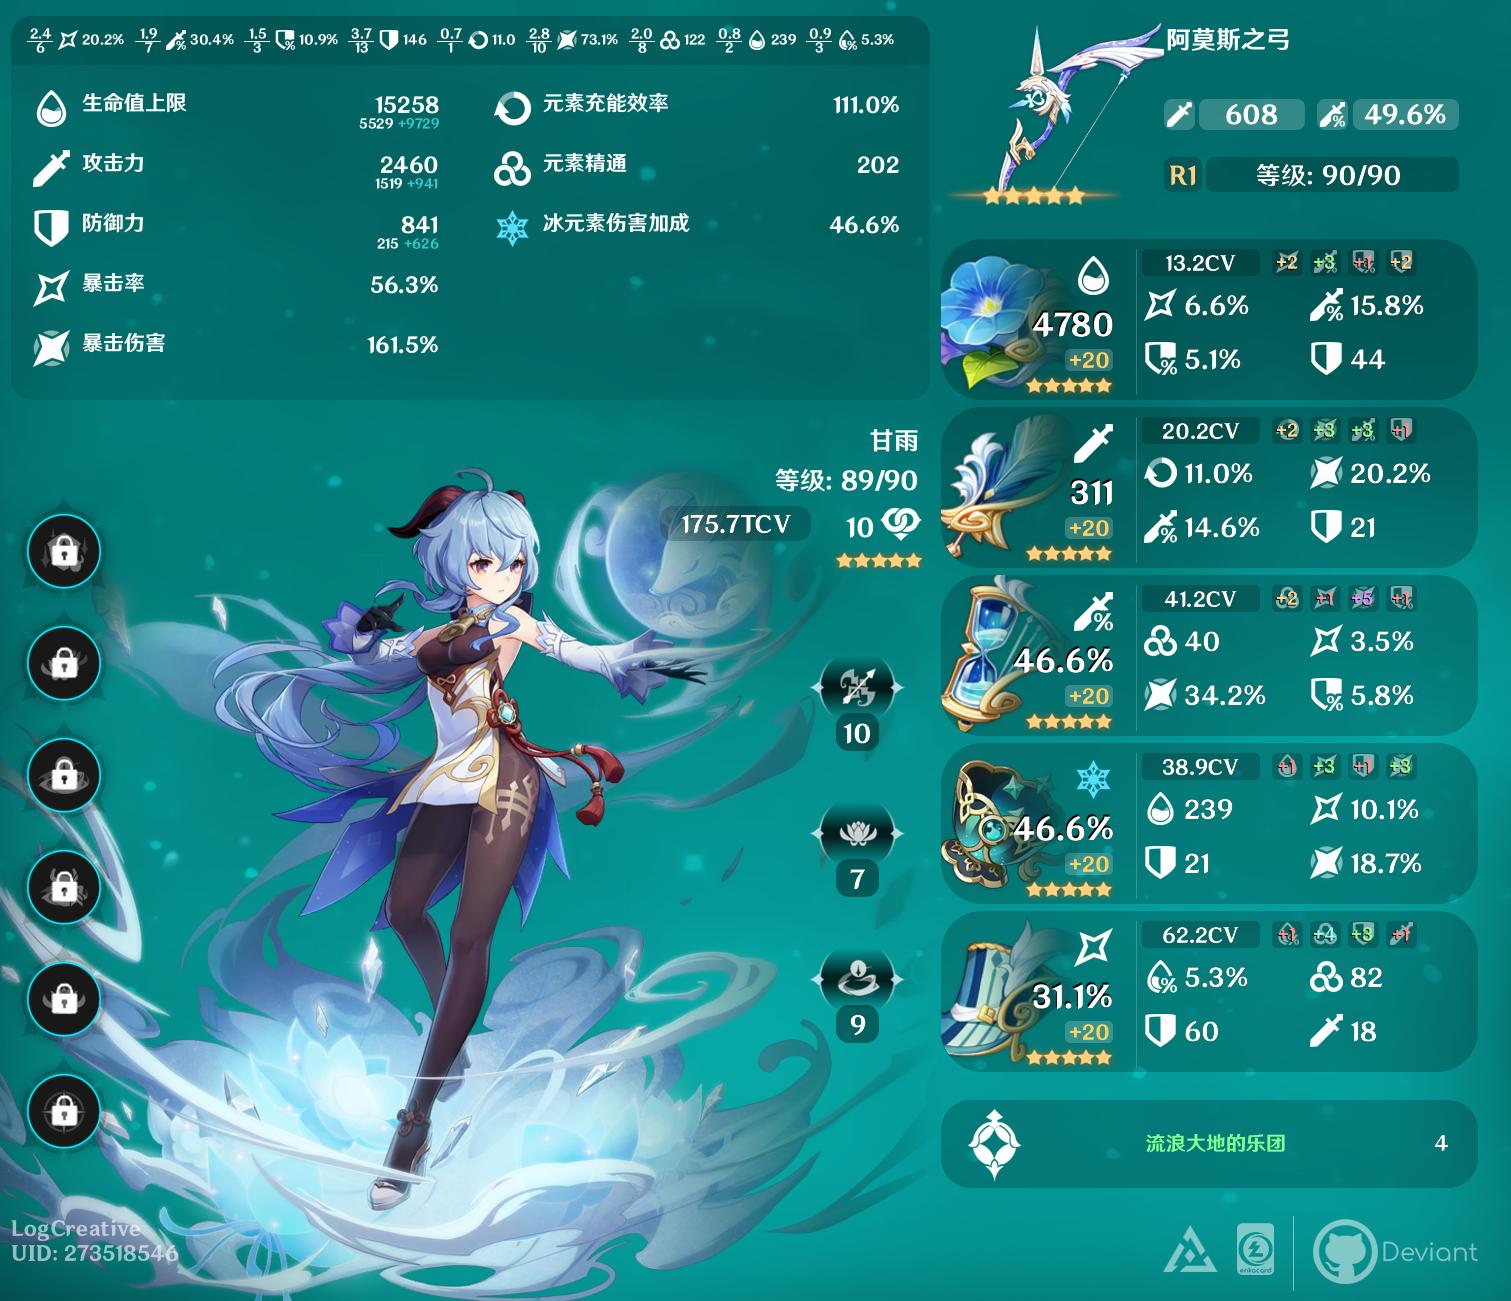 2.4 6 20.2% 1.9 7 30.4% 1.5 3 10.9% 3.7 13 146 0.7 1 11.0 2.8 10 73.1% 2.0 8 122 0.8 2 239 0.9 3 5.3%
生命值上限 15258
5529 +9729
元素充能效率 111.0%
攻击力 2460
1519 +941
元素精通 202
防御力 841
215 +626
冰元素伤害加成 46.6%
暴击率 56.3%
暴击伤害 161.5%
阿莫斯之弓
608 49.6%
R1 等级: 90/90
甘雨
等级: 89/90
175.7TCV 10
10
7
9
4780
+20
13.2CV +2 +3 +1 +2
6.6% 15.8%
5.1% 44
311
+20
20.2CV +2 +3 +3 +1
11.0% 20.2%
14.6% 21
46.6%
+20
41.2CV +2 +1 +5 +1
40 3.5%
34.2% 5.8%
46.6%
+20
38.9CV +1 +3 +1 +3
239 10.1%
21 18.7%
31.1%
+20
62.2CV +1 +4 +3 +1
5.3% 82
60 18
流浪大地的乐团 4
LogCreative
UID: 273518546
enkacard
Deviant